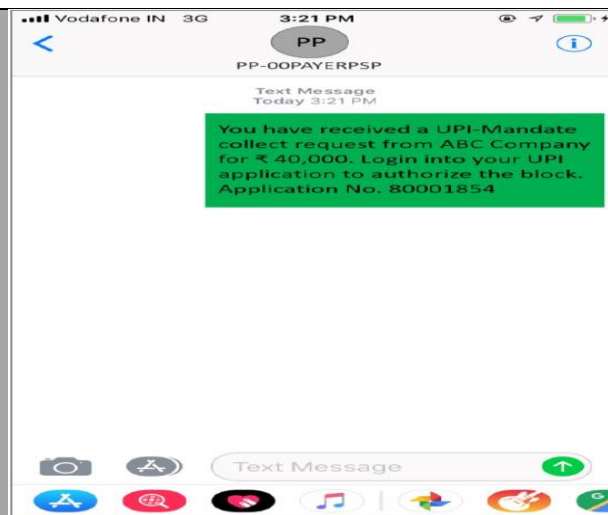 Vodafone IN 3G 3:21 PM
PP
PP-00PAYERPSP
Text Message
Today 3:21 PM
You have received a UPI-Mandate
collect request from ABC Company
for ₹ 40,000. Login into your UPI
application to authorize the block.
Application No. 80001854
Text Message
G